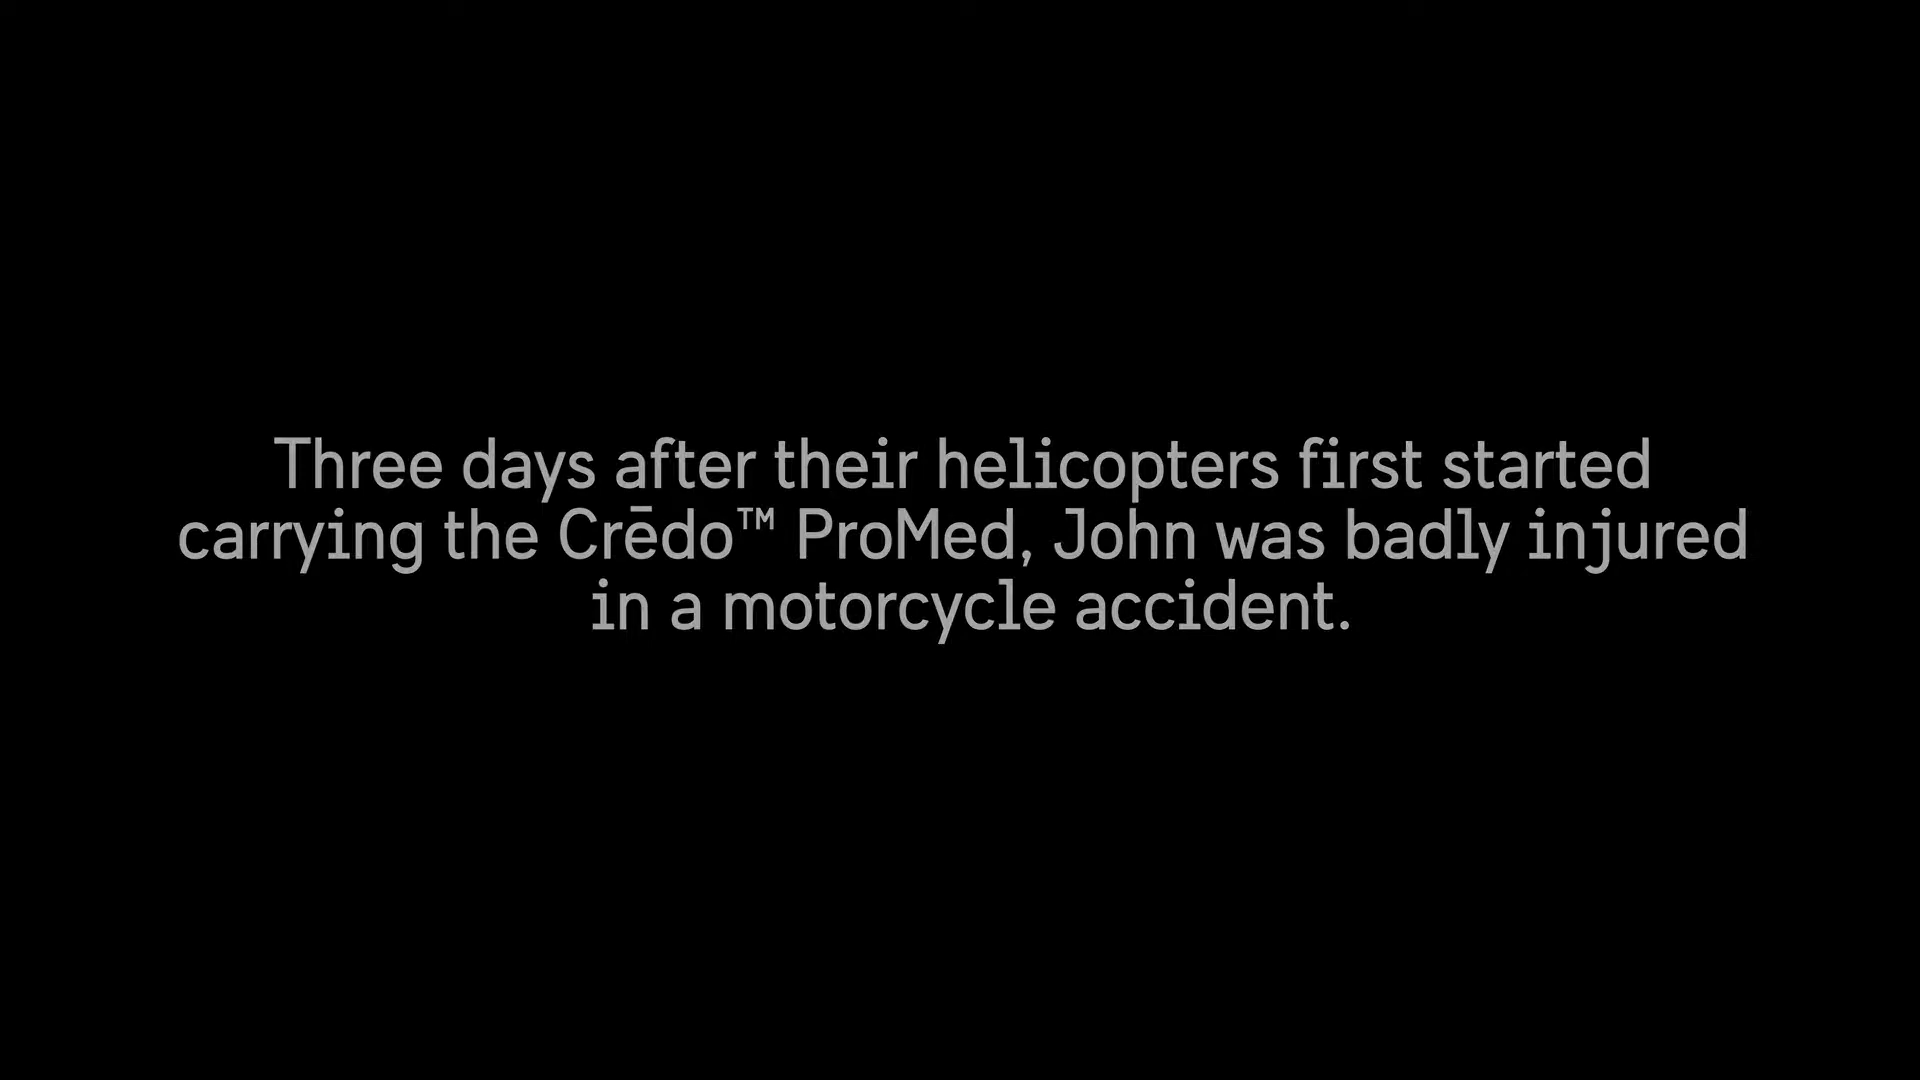 Three days after their helicopters first started
carrying the Crēdo™ ProMed, John was badly injured
in a motorcycle accident.